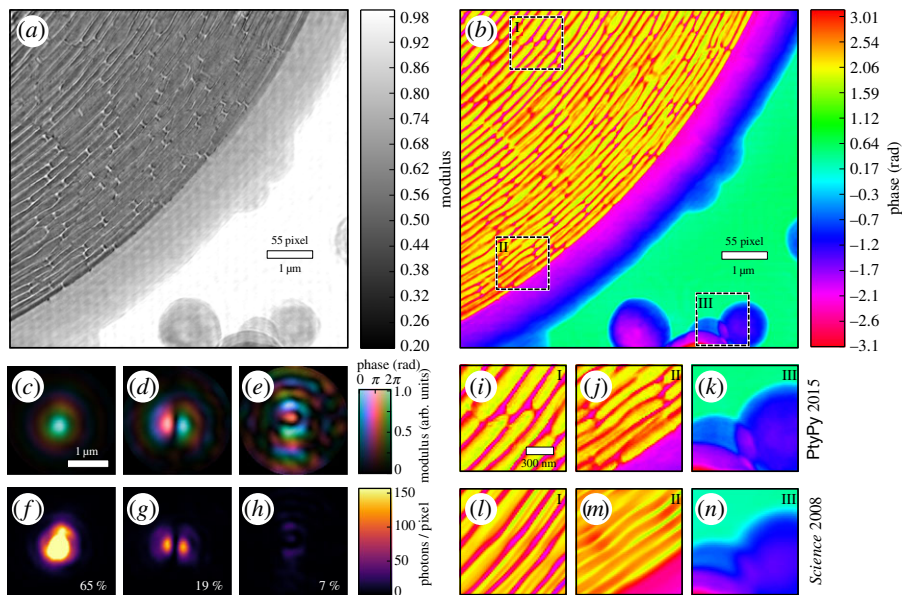 (a)
0.98
0.92
0.86
0.80
0.74
0.68
0.62
0.56
0.50
0.44
0.38
0.32
0.26
0.20
modulus
55 pixel
1 µm
(b)
I
II
III
55 pixel
1 µm
3.01
2.54
2.06
1.59
1.12
0.64
0.17
–0.3
–0.7
–1.2
–1.7
–2.1
–2.6
–3.1
phase (rad)
(c)
1 µm
(d)
(e)
phase (rad)
0 π 2π
1.0
0.5
0
modulus (arb. units)
(i)
I
300 nm
(j)
II
(k)
III
PtyPy 2015
(f)
65 %
(g)
19 %
(h)
7 %
150
100
50
0
photons / pixel
(l)
I
(m)
II
(n)
III
Science 2008